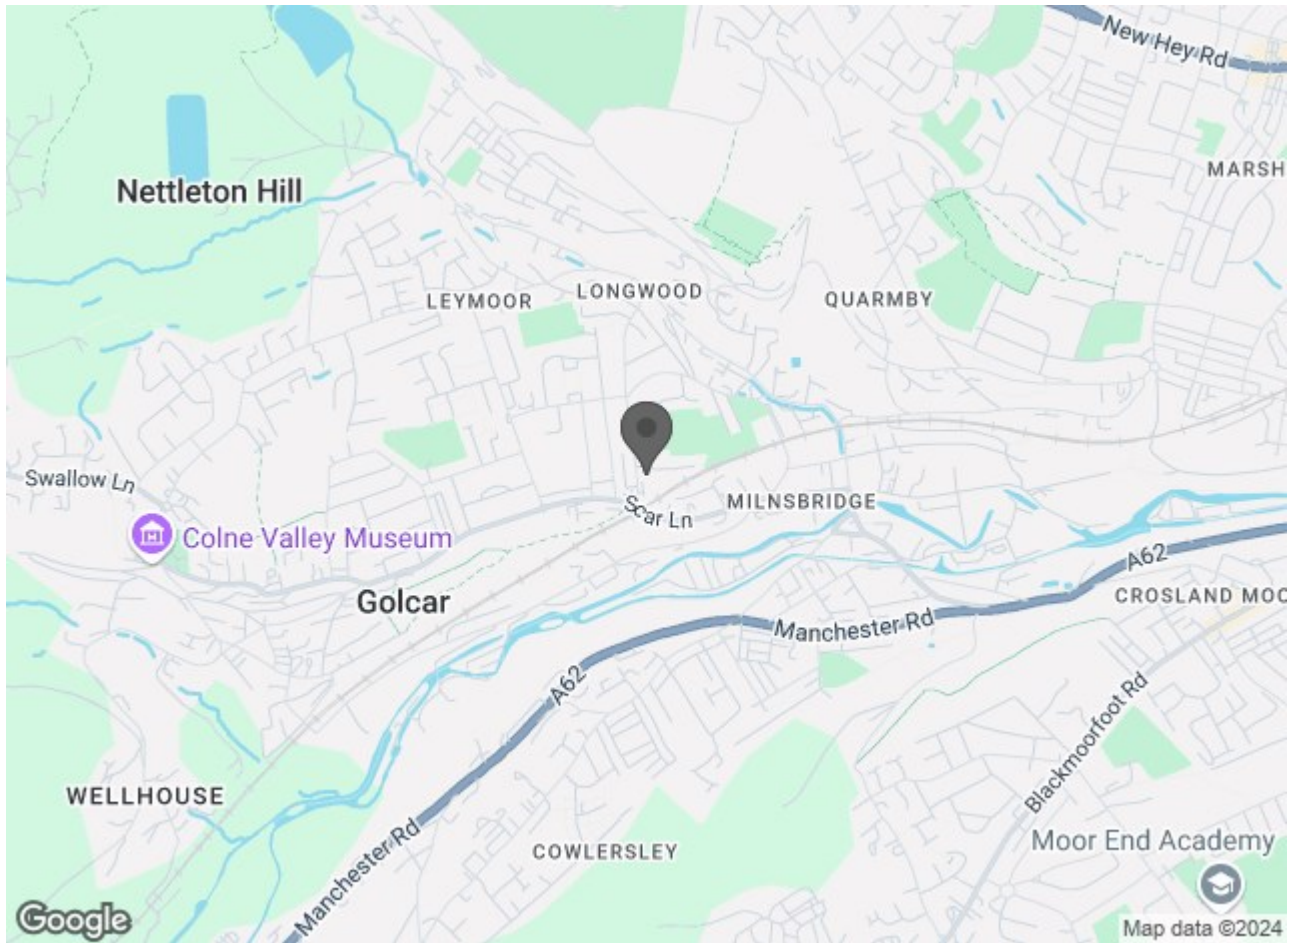 New Hey Rd
MARSH
Nettleton Hill
LEYMOOR
LONGWOOD
QUARMBY
Swallow Ln
Colne Valley Museum
Scar Ln
MILNSBRIDGE
A62
Golcar
Manchester Rd
CROSLAND MOO
A62
Blackmoorfoot Rd
WELLHOUSE
Manchester Rd
COWLERSLEY
Moor End Academy
Google
Map data ©2024